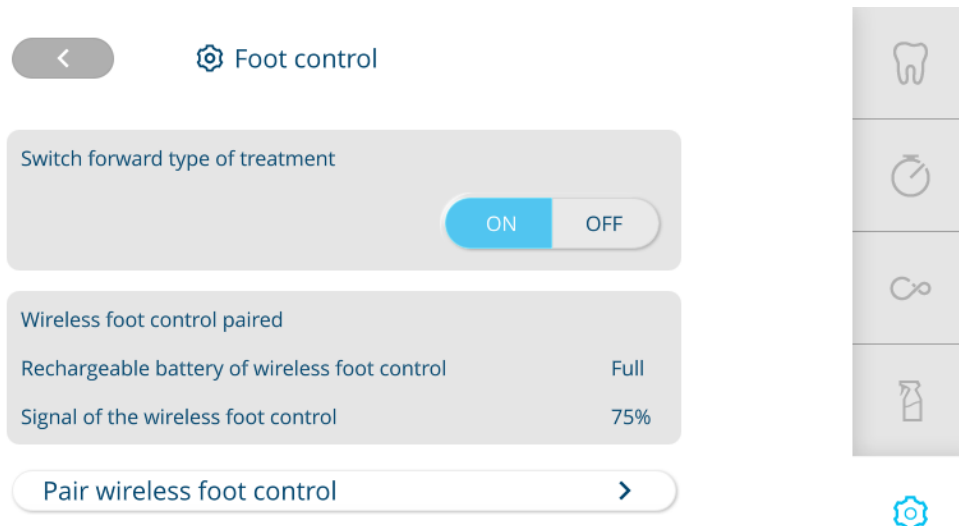 Foot control
Switch forward type of treatment
ON OFF
Wireless foot control paired
Rechargeable battery of wireless foot control Full
Signal of the wireless foot control 75%
Pair wireless foot control